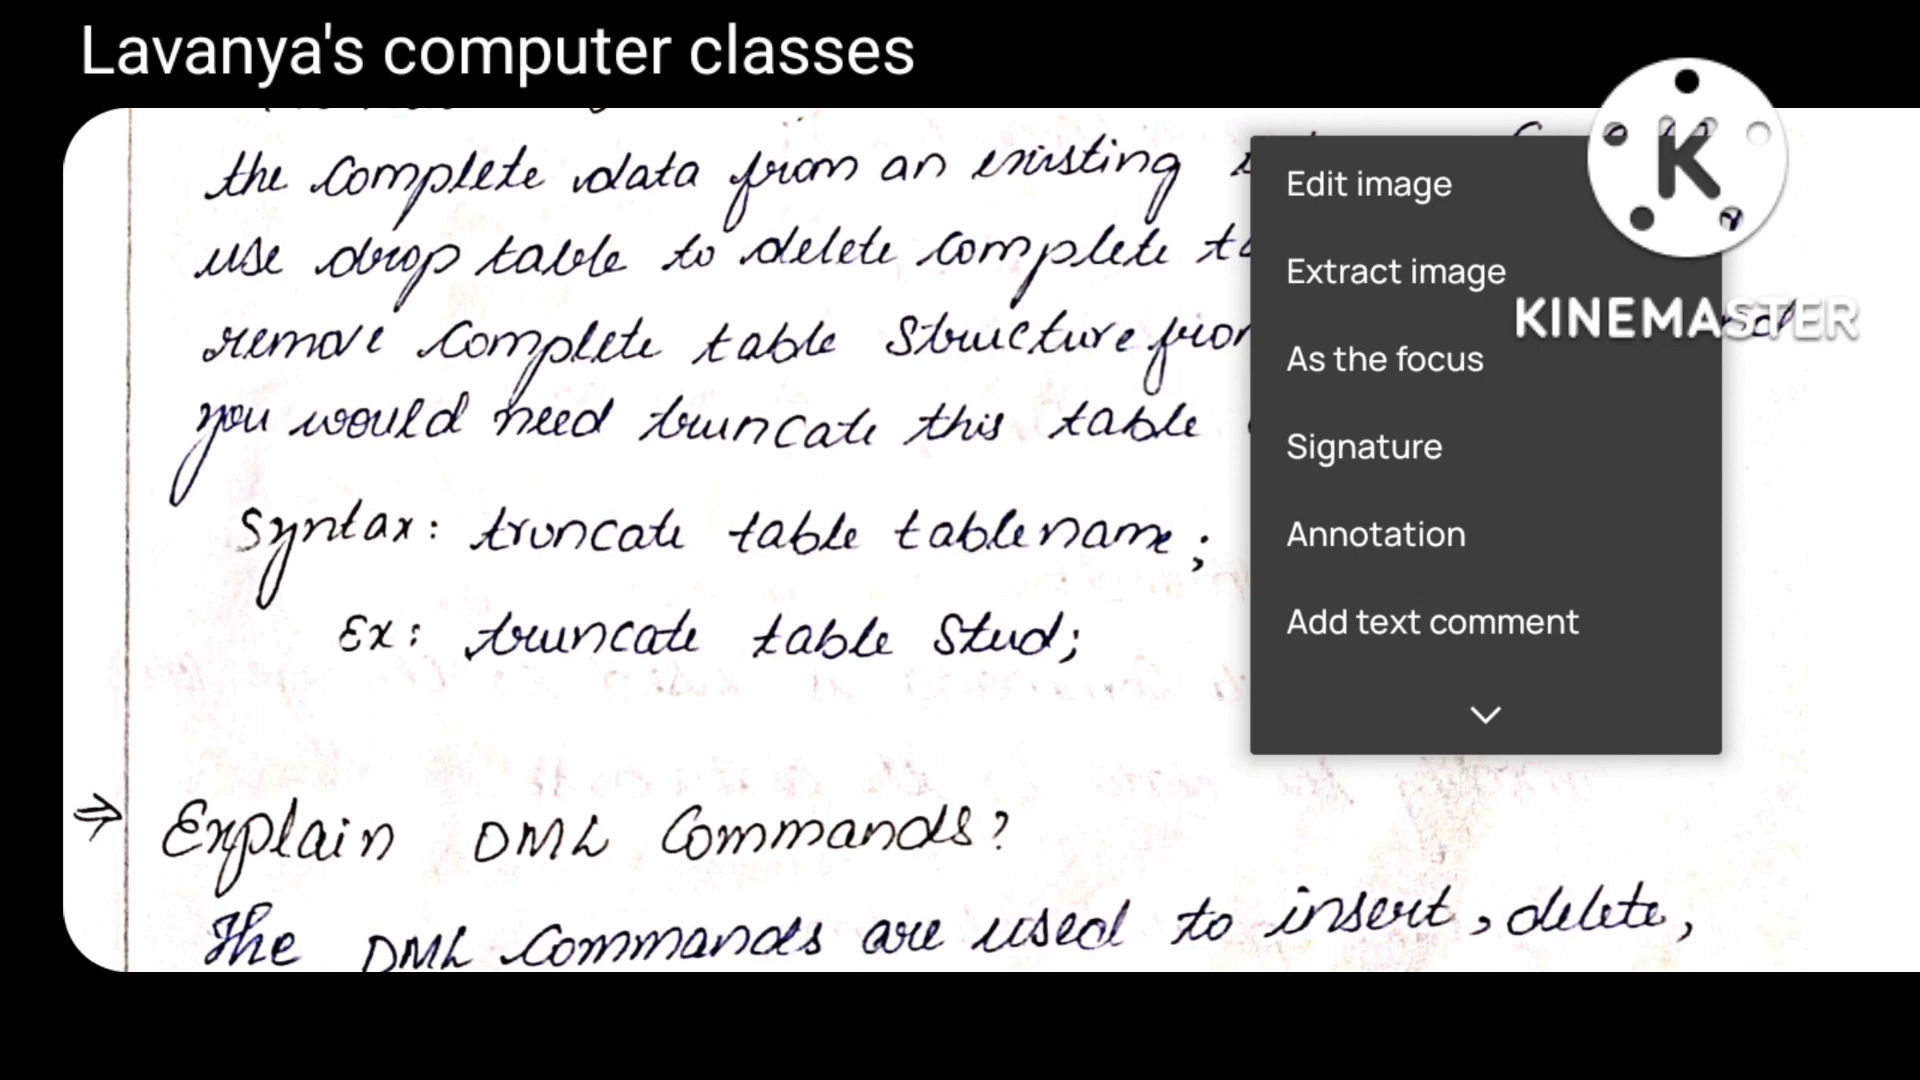 Lavanya's computer classes
the complete data from an existing
use drop table to delete complete
remove complete table structure from
you would need truncate this table
Syntax: truncate table tablename;
Ex: truncate table Stud;
⇒ Explain DML Commands?
The DML commands are used to insert, delete,
Edit image
Extract image
As the focus
Signature
Annotation
Add text comment
K
KINEMASTER